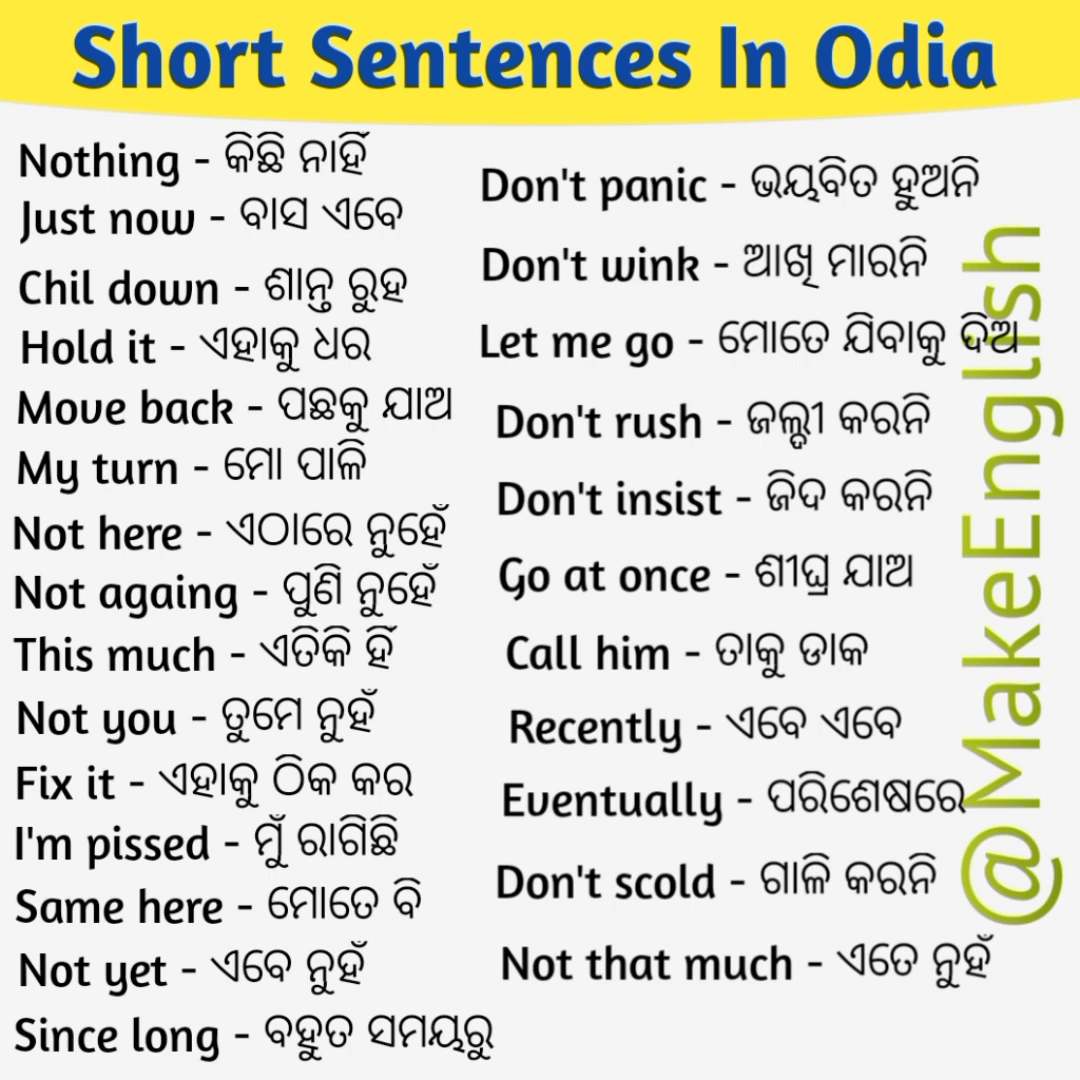 Short Sentences In Odia
Nothing - କିଛି ନାହିଁ
Just now - ବାସ ଏବେ
Chil down - ଶାନ୍ତ ରୁହ
Hold it - ଏହାକୁ ଧର
Move back - ପଛକୁ ଯାଅ
My turn - ମୋ ପାଳି
Not here - ଏଠାରେ ନୁହେଁ
Not againg - ପୁଣି ନୁହେଁ
This much - ଏତିକି ହିଁ
Not you - ତୁମେ ନୁହଁ
Fix it - ଏହାକୁ ଠିକ କର
I'm pissed - ମୁଁ ରାଗିଛି
Same here - ମୋତେ ବି
Not yet - ଏବେ ନୁହଁ
Since long - ବହୁତ ସମୟରୁ
Don't panic - ଭୟବିତ ହୁଅନି
Don't wink - ଆଖି ମାରନି
Let me go - ମୋତେ ଯିବାକୁ ଦିଅ
Don't rush - ଜଲ୍ଦୀ କରନି
Don't insist - ଜିଦ କରନି
Go at once - ଶୀଘ୍ର ଯାଅ
Call him - ତାକୁ ଡାକ
Recently - ଏବେ ଏବେ
Eventually - ପରିଶେଷରେ
Don't scold - ଗାଳି କରନି
Not that much - ଏତେ ନୁହଁ
@MakeEnglish